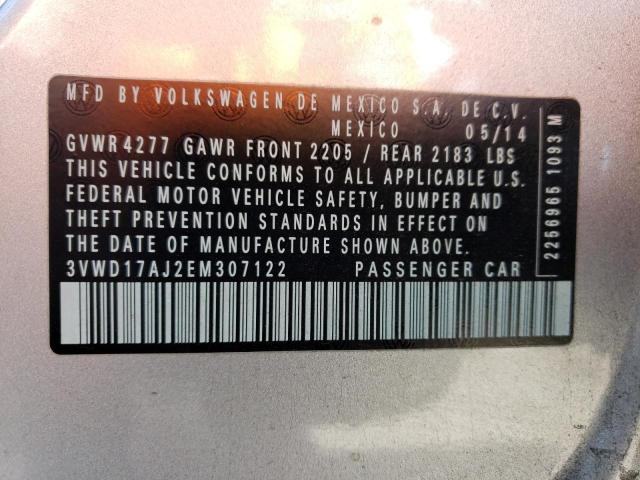 MFD BY VOLKSWAGEN DE MEXICO S.A. DE C.V.
MEXICO 05/14
GVWR 4277 GAWR FRONT 2205 / REAR 2183 LBS
THIS VEHICLE CONFORMS TO ALL APPLICABLE U.S.
FEDERAL MOTOR VEHICLE SAFETY, BUMPER AND
THEFT PREVENTION STANDARDS IN EFFECT ON
THE DATE OF MANUFACTURE SHOWN ABOVE.
3VWD17AJ2EM307122 PASSENGER CAR
2256965 1093 M